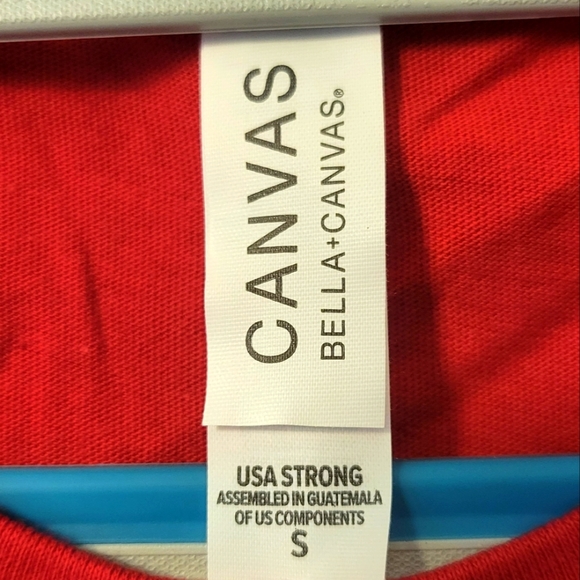 CANVAS
BELLA+CANVAS®
USA STRONG
ASSEMBLED IN GUATEMALA
OF US COMPONENTS
S